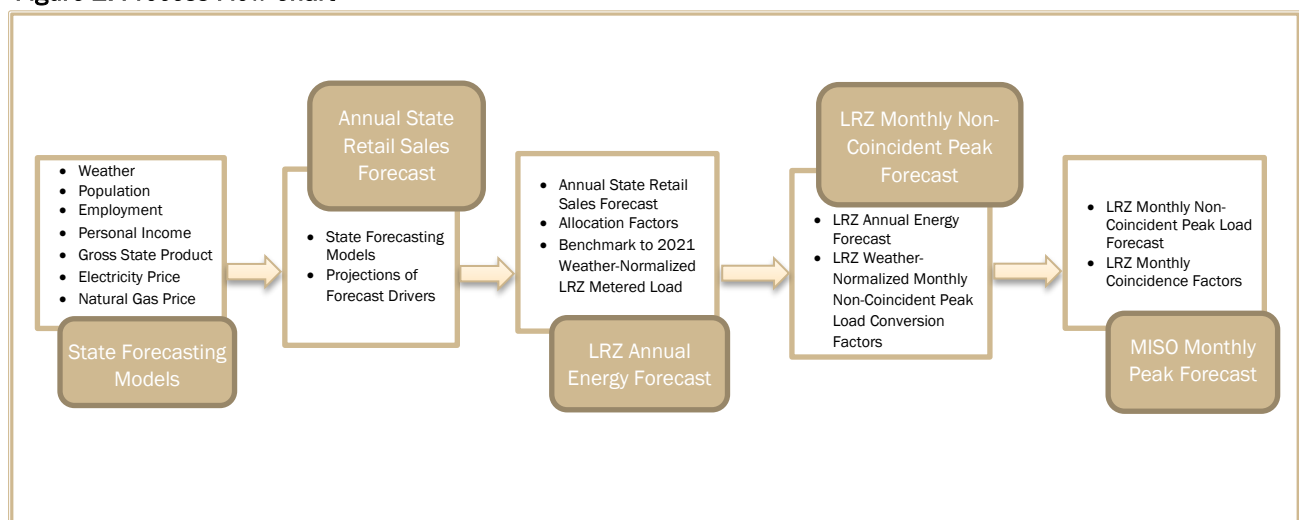 Figure 2: Process Flow Chart
• Weather
• Population
• Employment
• Personal Income
• Gross State Product
• Electricity Price
• Natural Gas Price
State Forecasting
Models
Annual State
Retail Sales
Forecast
• State Forecasting
Models
• Projections of
Forecast Drivers
• Annual State Retail
Sales Forecast
• Allocation Factors
• Benchmark to 2021
Weather-Normalized
LRZ Metered Load
LRZ Annual
Energy Forecast
LRZ Monthly Non-
Coincident Peak
Forecast
• LRZ Annual Energy
Forecast
• LRZ Weather-
Normalized Monthly
Non-Coincident Peak
Load Conversion
Factors
• LRZ Monthly Non-
Coincident Peak Load
Forecast
• LRZ Monthly
Coincidence Factors
MISO Monthly
Peak Forecast